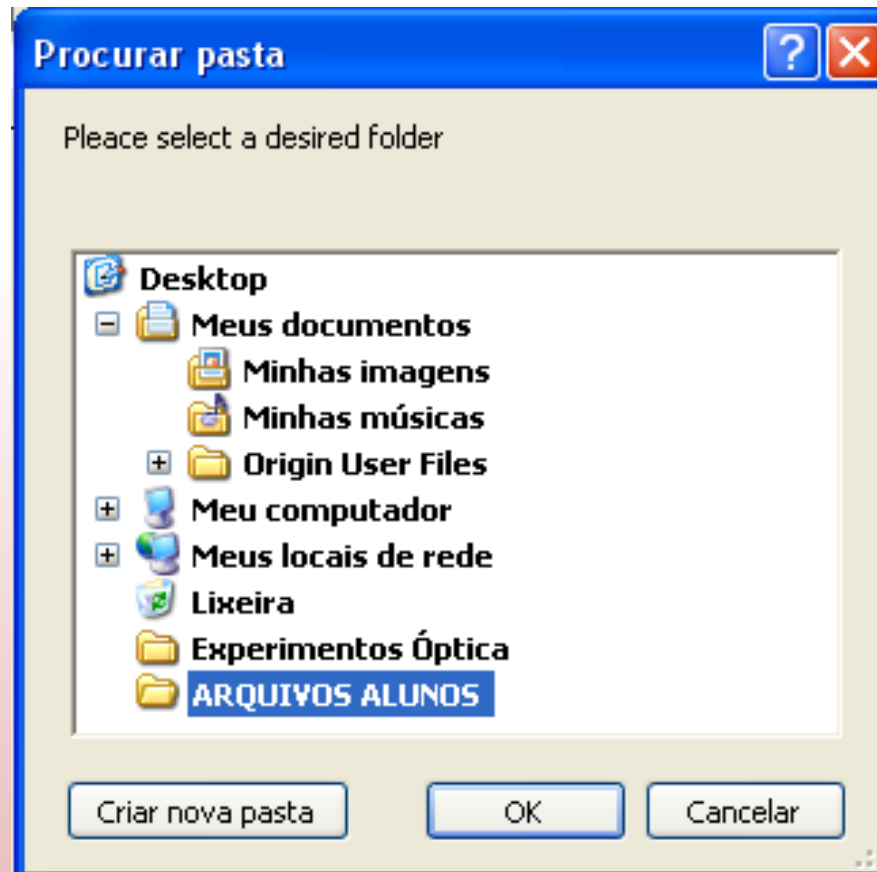 Procurar pasta
Pleace select a desired folder
Desktop
Meus documentos
Minhas imagens
Minhas músicas
Origin User Files
Meu computador
Meus locais de rede
Lixeira
Experimentos Óptica
ARQUIVOS ALUNOS
Criar nova pasta OK Cancelar